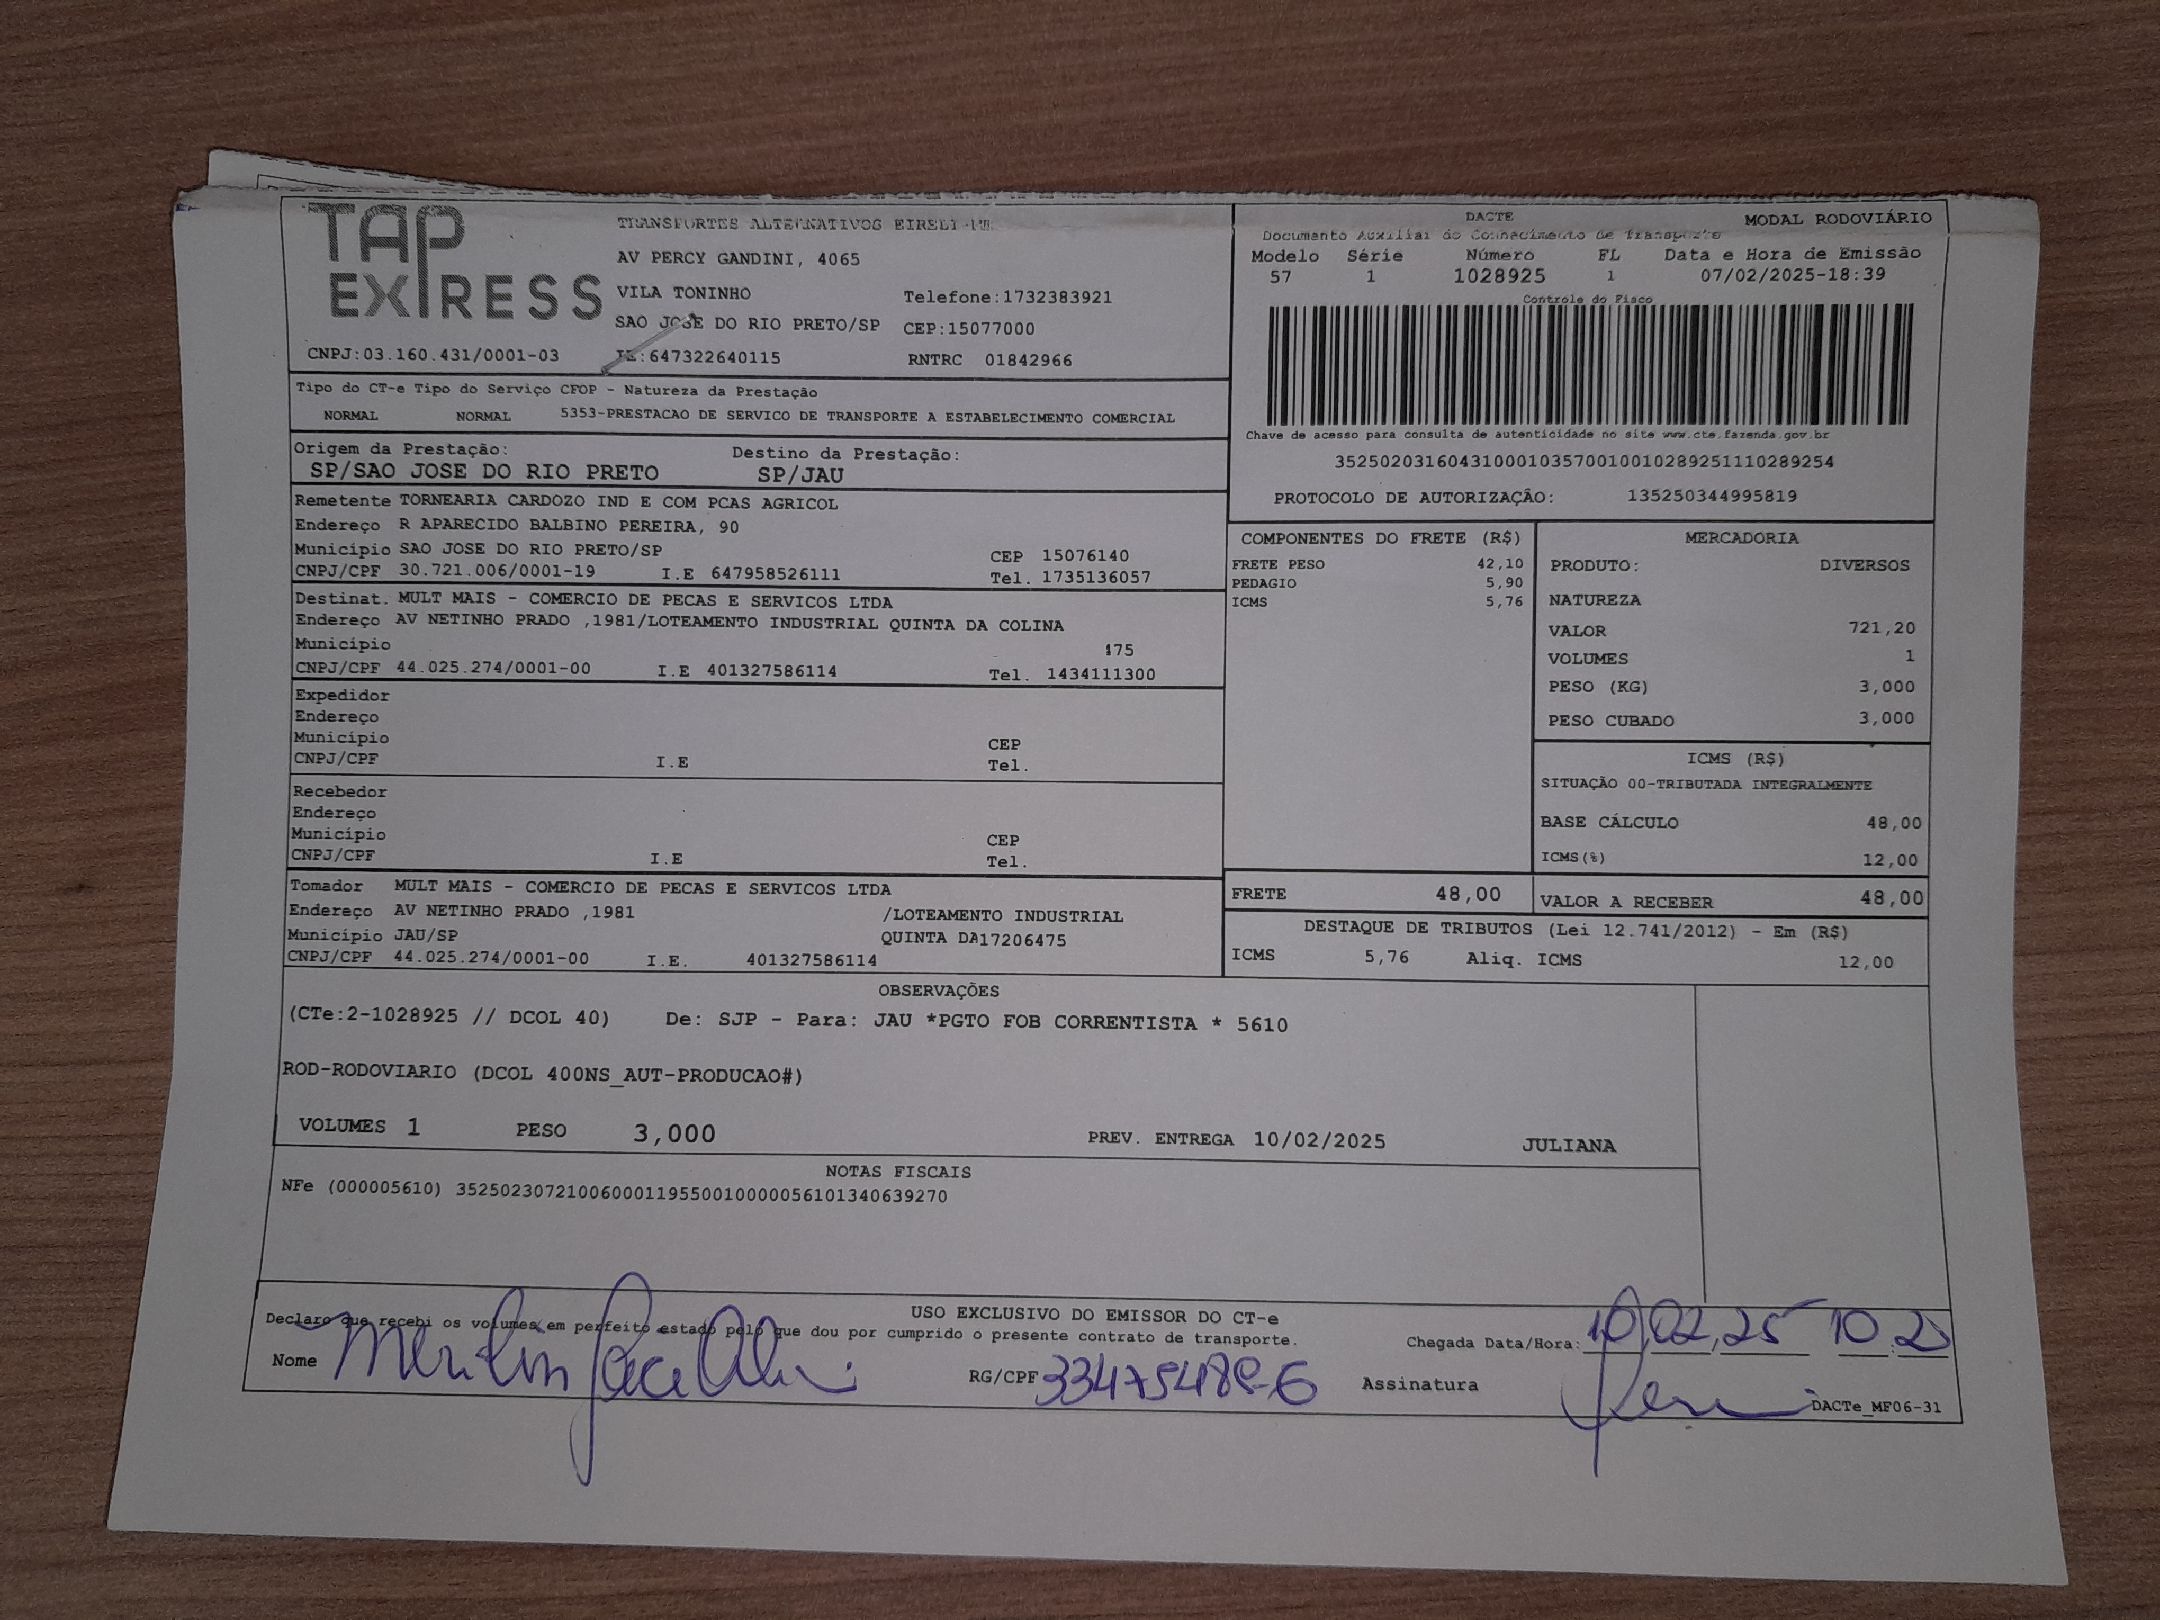 TAP
EXPRESS
TRANSPORTES ALTERNATIVOS EIRELI
AV PERCY GANDINI, 4065
VILA TONINHO Telefone:1732383921
SAO JOSE DO RIO PRETO/SP CEP:15077000
CNPJ:03.160.431/0001-03 IE:647322640115 RNTRC 01842966
DACTE MODAL RODOVIÁRIO
Documento Auxiliar do Conhecimento de Transporte
Modelo Série Número FL Data e Hora de Emissão
57 1 1028925 1 07/02/2025-18:39
Controle do Fisco
Chave de acesso para consulta de autenticidade no site www.cte.fazenda.gov.br
35250203160431000103570010010289251110289254
PROTOCOLO DE AUTORIZAÇÃO: 135250344995819
Tipo do CT-e Tipo do Serviço CFOP - Natureza da Prestação
NORMAL NORMAL 5353-PRESTACAO DE SERVICO DE TRANSPORTE A ESTABELECIMENTO COMERCIAL
Origem da Prestação: Destino da Prestação:
SP/SAO JOSE DO RIO PRETO SP/JAU
Remetente TORNEARIA CARDOZO IND E COM PCAS AGRICOL
Endereço R APARECIDO BALBINO PEREIRA, 90
Município SAO JOSE DO RIO PRETO/SP CEP 15076140
CNPJ/CPF 30.721.006/0001-19 I.E 647958526111 Tel. 1735136057
Destinat. MULT MAIS - COMERCIO DE PECAS E SERVICOS LTDA
Endereço AV NETINHO PRADO ,1981/LOTEAMENTO INDUSTRIAL QUINTA DA COLINA
Município 475
CNPJ/CPF 44.025.274/0001-00 I.E 401327586114 Tel. 1434111300
Expedidor
Endereço
Município CEP
CNPJ/CPF I.E Tel.
Recebedor
Endereço
Município CEP
CNPJ/CPF I.E Tel.
Tomador MULT MAIS - COMERCIO DE PECAS E SERVICOS LTDA
Endereço AV NETINHO PRADO ,1981 /LOTEAMENTO INDUSTRIAL
Município JAU/SP QUINTA DA17206475
CNPJ/CPF 44.025.274/0001-00 I.E. 401327586114
COMPONENTES DO FRETE (R$)
FRETE PESO 42,10
PEDAGIO 5,90
ICMS 5,76
MERCADORIA
PRODUTO: DIVERSOS
NATUREZA
VALOR 721,20
VOLUMES 1
PESO (KG) 3,000
PESO CUBADO 3,000
ICMS (R$)
SITUAÇÃO 00-TRIBUTADA INTEGRALMENTE
BASE CÁLCULO 48,00
ICMS(%) 12,00
FRETE 48,00 VALOR A RECEBER 48,00
DESTAQUE DE TRIBUTOS (Lei 12.741/2012) - Em (R$)
ICMS 5,76 Aliq. ICMS 12,00
OBSERVAÇÕES
(CTe:2-1028925 // DCOL 40) De: SJP - Para: JAU *PGTO FOB CORRENTISTA * 5610
ROD-RODOVIARIO (DCOL 400NS_AUT-PRODUCAO#)
VOLUMES 1 PESO 3,000 PREV. ENTREGA 10/02/2025 JULIANA
NOTAS FISCAIS
NFe (000005610) 35250230721006000119550010000056101340639270
USO EXCLUSIVO DO EMISSOR DO CT-e
Declaro que recebi os volumes em perfeito estado pelo que dou por cumprido o presente contrato de transporte.
Chegada Data/Hora: 10,02,25 10:20
Nome RG/CPF Assinatura
DACTe_MF06-31